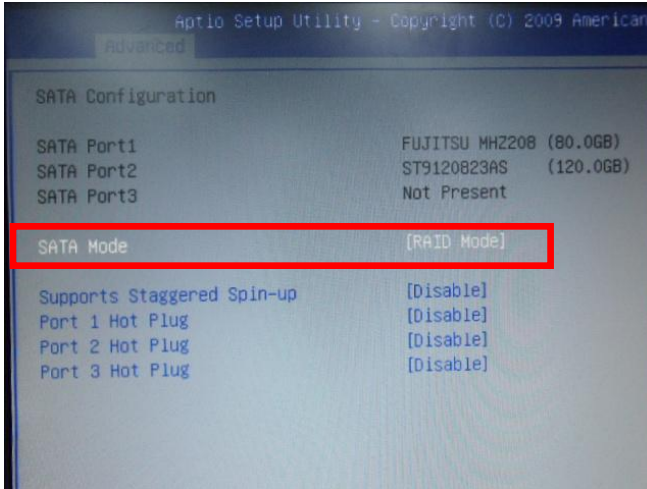 Aptio Setup Utility - Copyright (C) 2009 American
Advanced
SATA Configuration
SATA Port1 FUJITSU MHZ208 (80.0GB)
SATA Port2 ST9120823AS (120.0GB)
SATA Port3 Not Present
SATA Mode [RAID Mode]
Supports Staggered Spin-up [Disable]
Port 1 Hot Plug [Disable]
Port 2 Hot Plug [Disable]
Port 3 Hot Plug [Disable]